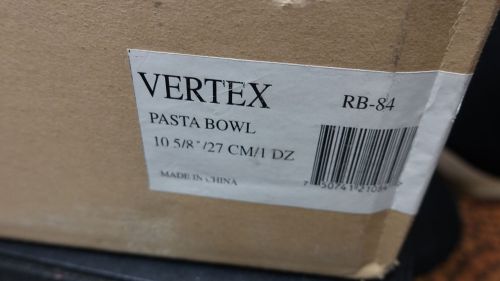 VERTEX RB-84
PASTA BOWL
10 5/8"/27 CM/1 DZ
MADE IN CHINA